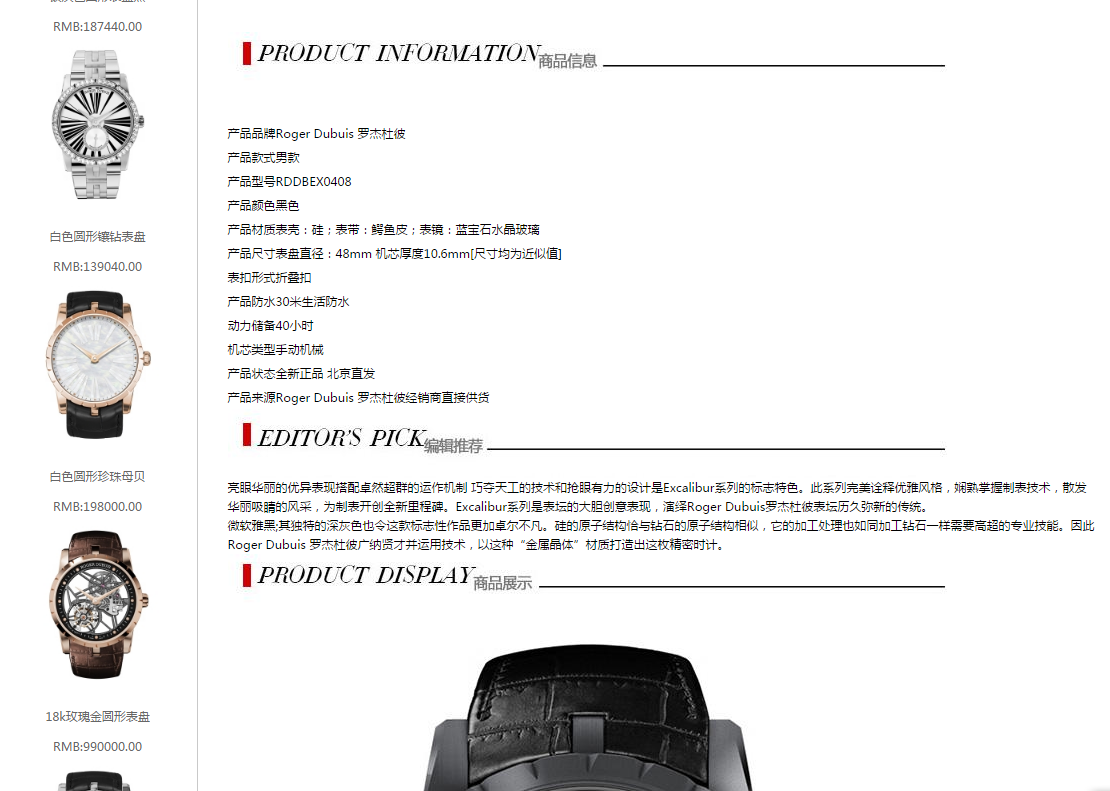 RMB:187440.00
白色圆形镶钻表盘
RMB:139040.00
白色圆形珍珠母贝
RMB:198000.00
ROGER DUBUIS
18k玫瑰金圆形表盘
RMB:990000.00
PRODUCT INFORMATION商品信息
产品品牌Roger Dubuis 罗杰杜彼
产品款式男款
产品型号RDDBEX0408
产品颜色黑色
产品材质表壳：硅；表带：鳄鱼皮；表镜：蓝宝石水晶玻璃
产品尺寸表盘直径：48mm 机芯厚度10.6mm[尺寸均为近似值]
表扣形式折叠扣
产品防水30米生活防水
动力储备40小时
机芯类型手动机械
产品状态全新正品 北京直发
产品来源Roger Dubuis 罗杰杜彼经销商直接供货
EDITOR'S PICK编辑推荐
亮眼华丽的优异表现搭配卓然超群的运作机制 巧夺天工的技术和抢眼有力的设计是Excalibur系列的标志特色。此系列完美诠释优雅风格，娴熟掌握制表技术，散发
华丽吸睛的风采，为制表开创全新里程碑。Excalibur系列是表坛的大胆创意表现，演绎Roger Dubuis罗杰杜彼表坛历久弥新的传统。
微软雅黑;其独特的深灰色也令这款标志性作品更加卓尔不凡。硅的原子结构恰与钻石的原子结构相似，它的加工处理也如同加工钻石一样需要高超的专业技能。因此
Roger Dubuis 罗杰杜彼广纳贤才并运用技术，以这种“金属晶体”材质打造出这枚精密时计。
PRODUCT DISPLAY商品展示